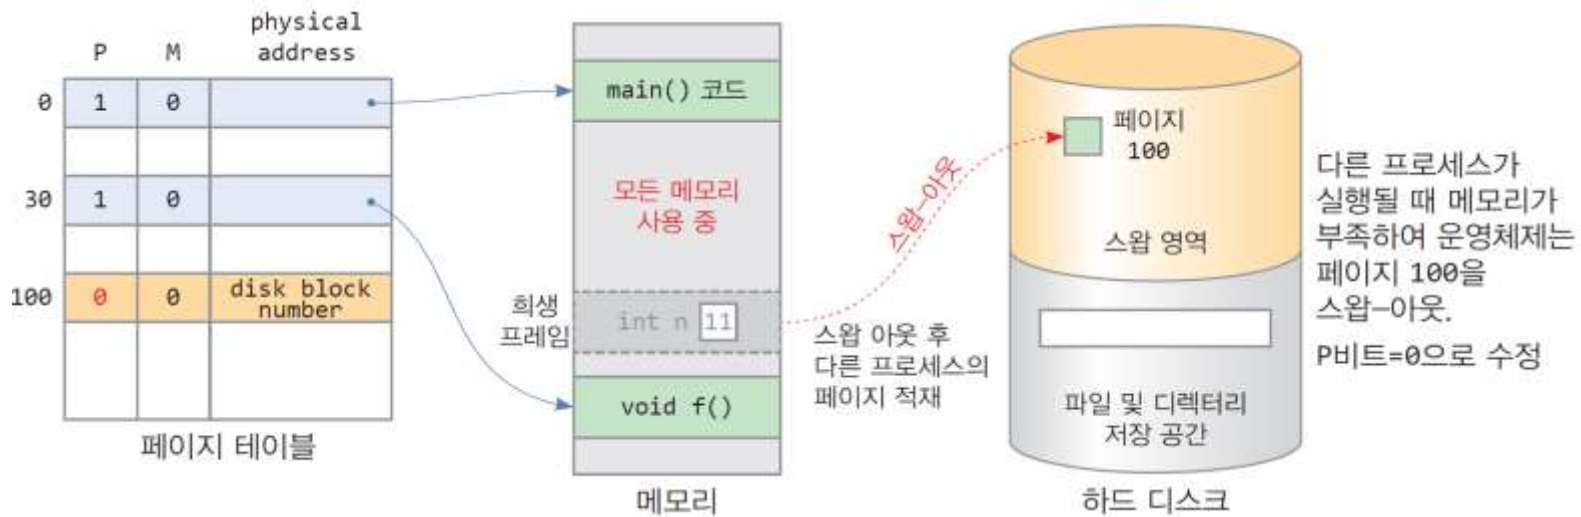 P M physical
address
0 1 0
30 1 0
100 0 0 disk block
number
페이지 테이블
main() 코드
모든 메모리
사용 중
희생
프레임
int n 11
void f()
메모리
스왑-아웃
스왑 아웃 후
다른 프로세스의
페이지 적재
페이지
100
스왑 영역
파일 및 디렉터리
저장 공간
하드 디스크
다른 프로세스가
실행될 때 메모리가
부족하여 운영체제는
페이지 100을
스왑-아웃.
P비트=0으로 수정